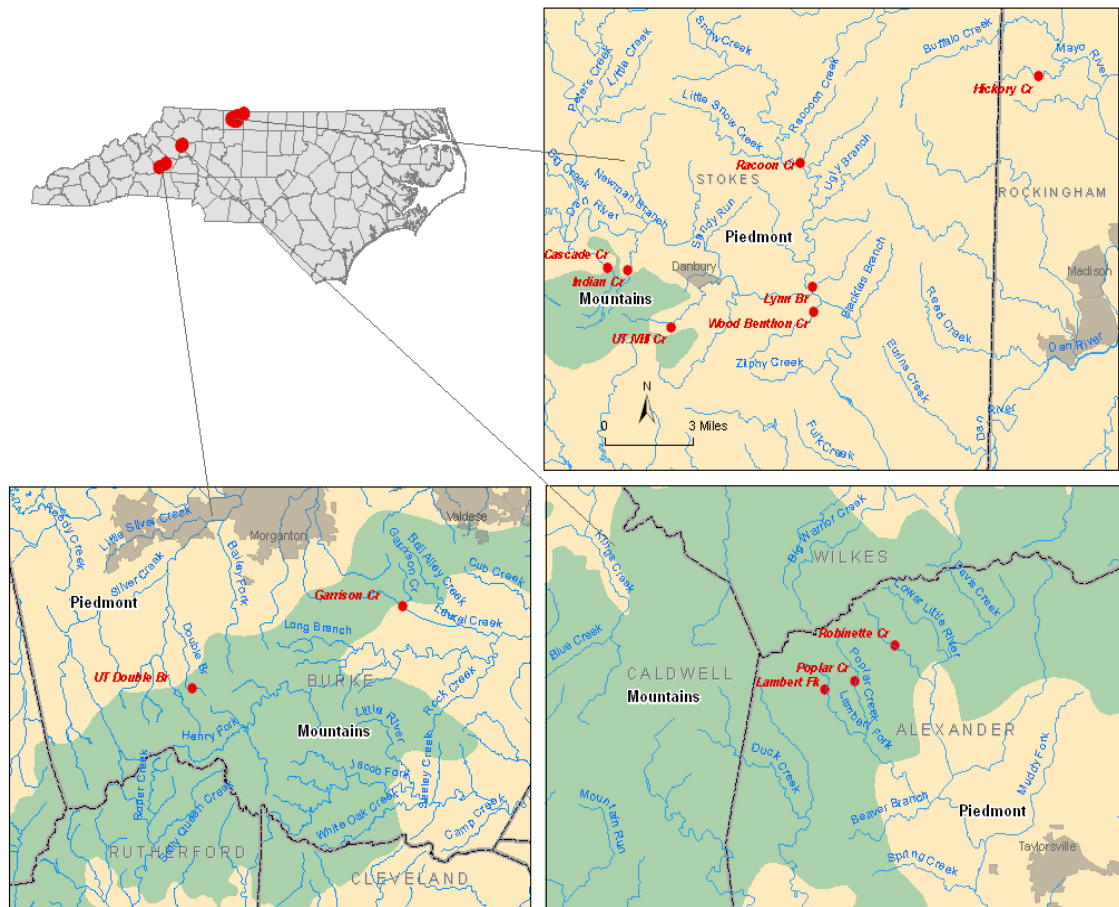 Snow Creek
Buffalo Creek
Mayo River
Peters Creek
Little Creek
Raccoon Creek
Hickory Cr
Little Snow Creek
Racoon Cr
Ugly Branch
Big Creek
Newman Branch
STOKES
ROCKINGHAM
Dan River
Sandy Run
Piedmont
Cascade Cr
Danbury
Madison
Indian Cr
Mountains
Lynn Br
Blackies Branch
Wood Benthon Cr
Reed Creek
UT Mill Cr
Dan River
Zilphy Creek
Eurins Creek
N
0 3 Miles
Fulk Creek
Dan River
Reedy Creek
Little Silver Creek
Morganton
Valdese
Bailey Fork
Garrison Cr
Bell Alley Creek
Cub Creek
Silver Creek
Piedmont
Garrison Cr
Laurel Creek
Double Br
Long Branch
UT Double Br
BURKE
Rock Creek
Henry Fork
Mountains
Little River
Jacob Fork
Roper Creek
Sally Queen Creek
Seeley Creek
White Oak Creek
Camp Creek
RUTHERFORD
CLEVELAND
Kings Creek
Big Warrior Creek
WILKES
Davis Creek
Lower Little River
Blue Creek
Robinette Cr
CALDWELL
Poplar Cr
Poplar Creek
Mountains
Lambert Fk
Lambert Fork
ALEXANDER
Duck Creek
Muddy Fork
Mountain Run
Beaver Branch
Piedmont
Taylorsville
Spring Creek